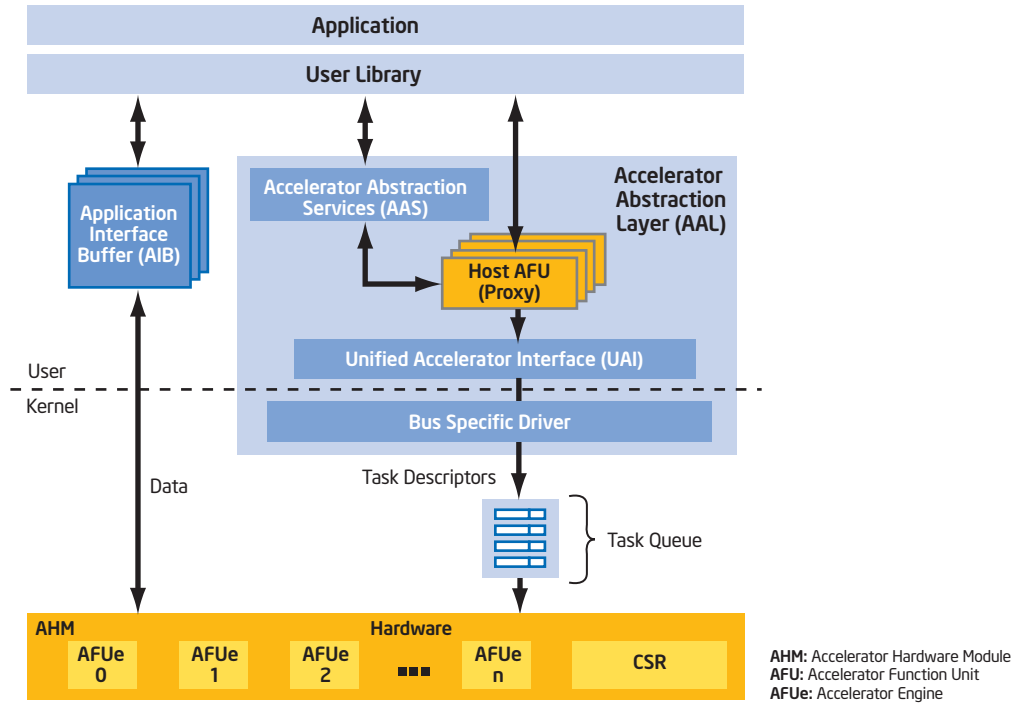 Application
User Library
Accelerator Abstraction
Services (AAS)
Accelerator
Abstraction
Layer (AAL)
Application
Interface
Buffer (AIB)
Host AFU
(Proxy)
Unified Accelerator Interface (UAI)
User
Kernel
Bus Specific Driver
Data
Task Descriptors
Task Queue
AHM
Hardware
AFUe
0
AFUe
1
AFUe
2
AFUe
n
CSR
AHM: Accelerator Hardware Module
AFU: Accelerator Function Unit
AFUe: Accelerator Engine